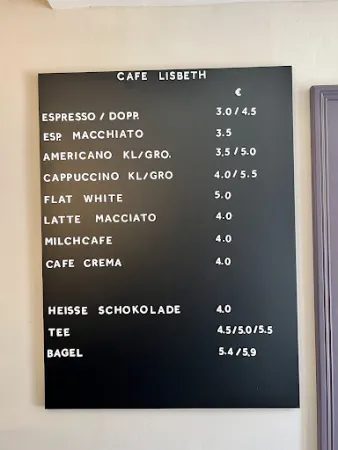 CAFE LISBETH
€
ESPRESSO / DOPP. 3.0 / 4.5
ESP. MACCHIATO 3.5
AMERICANO KL/GRO. 3,5 / 5.0
CAPPUCCINO KL/GRO 4.0 / 5.5
FLAT WHITE 5.0
LATTE MACCIATO 4.0
MILCHCAFE 4.0
CAFE CREMA 4.0
HEISSE SCHOKOLADE 4.0
TEE 4.5/5.0/5.5
BAGEL 5.4 / 5,9